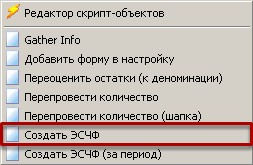 Редактор скрипт-объектов
Gather Info
Добавить форму в настройку
Переоценить остатки (к деноминации)
Перепровести количество
Перепровести количество (шапка)
Создать ЭСЧФ
Создать ЭСЧФ (за период)